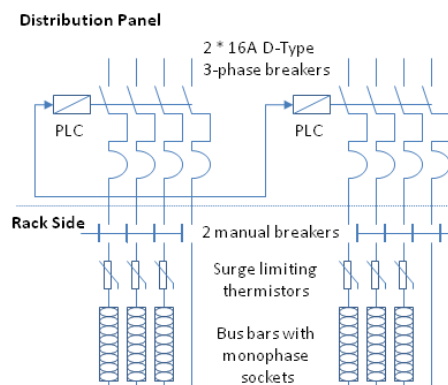 Distribution Panel
2 * 16A D-Type
3-phase breakers
PLC
PLC
Rack Side
2 manual breakers
Surge limiting
thermistors
Bus bars with
monophase
sockets